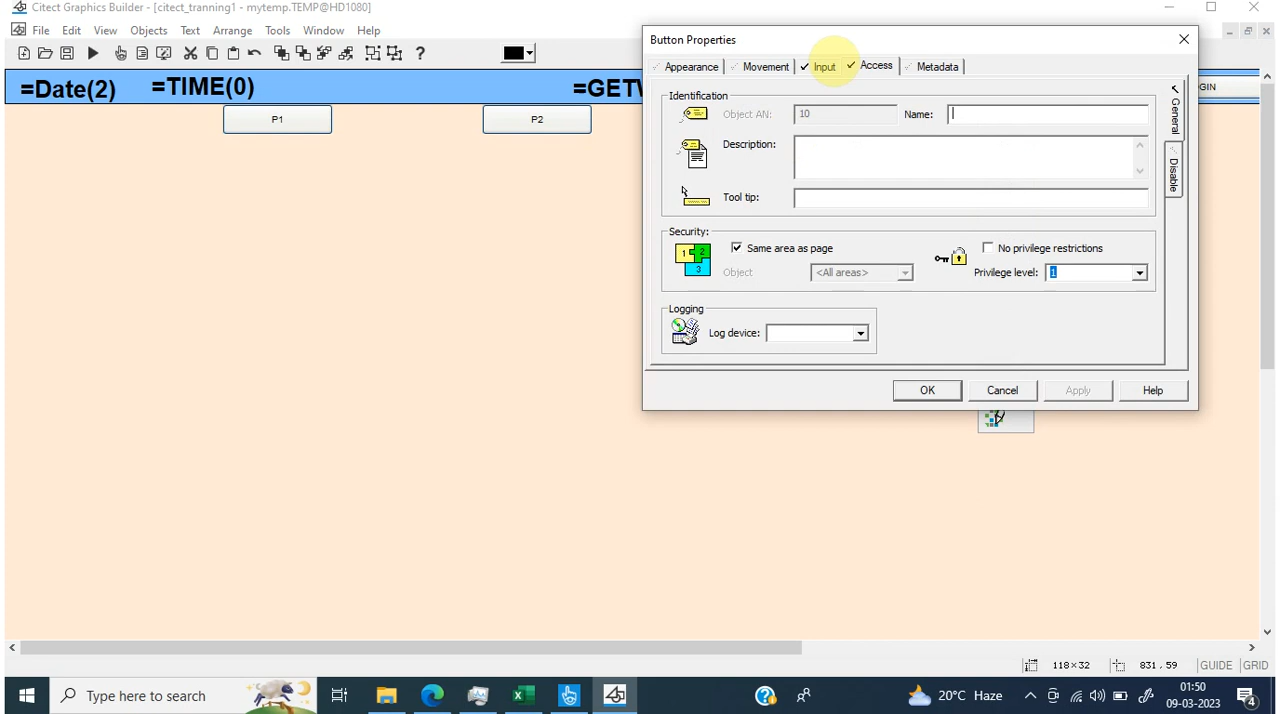 Citect Graphics Builder - [citect_tranning1 - mytemp.TEMP@HD1080]
File Edit View Objects Text Arrange Tools Window Help
=Date(2) =TIME(0) =GETW GIN
P1 P2
Button Properties
Appearance Movement Input Access Metadata
Identification
Object AN: 10 Name:
Description:
Tool tip:
Security:
Same area as page No privilege restrictions
1 2 3
Object <All areas> Privilege level: 1
Logging
Log device:
General
Disable
OK Cancel Apply Help
118×32 831, 59 GUIDE GRID
Type here to search 20°C Haze 01:50
09-03-2023
4